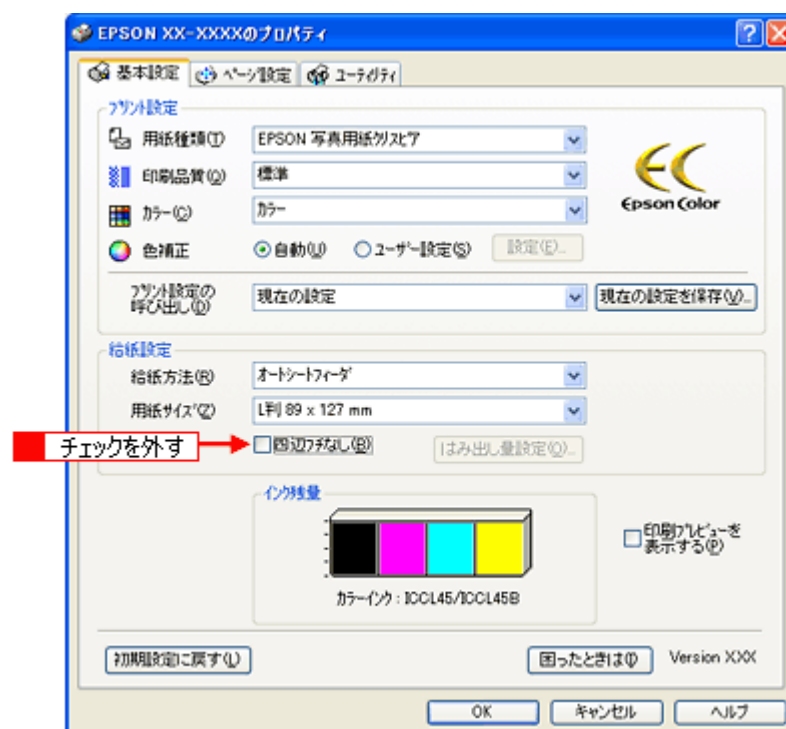 EPSON XX-XXXXのプロパティ
基本設定 ページ設定 ユーティリティ
プリント設定
用紙種類(T) EPSON 写真用紙クリスピア
印刷品質(Q) 標準
カラー(C) カラー
Epson Color
色補正 自動(U) ユーザー設定(S) 設定(E)...
プリント設定の
呼び出し(D) 現在の設定 現在の設定を保存(V)...
給紙設定
給紙方法(R) オートシートフィーダ
用紙サイズ(Z) L判 89 x 127 mm
チェックを外す 四辺フチなし(B) はみ出し量設定(O)...
インク残量
印刷プレビューを
表示する(P)
カラーインク : ICCL45/ICCL45B
初期設定に戻す(L) 困ったときは(I) Version XXX
OK キャンセル ヘルプ